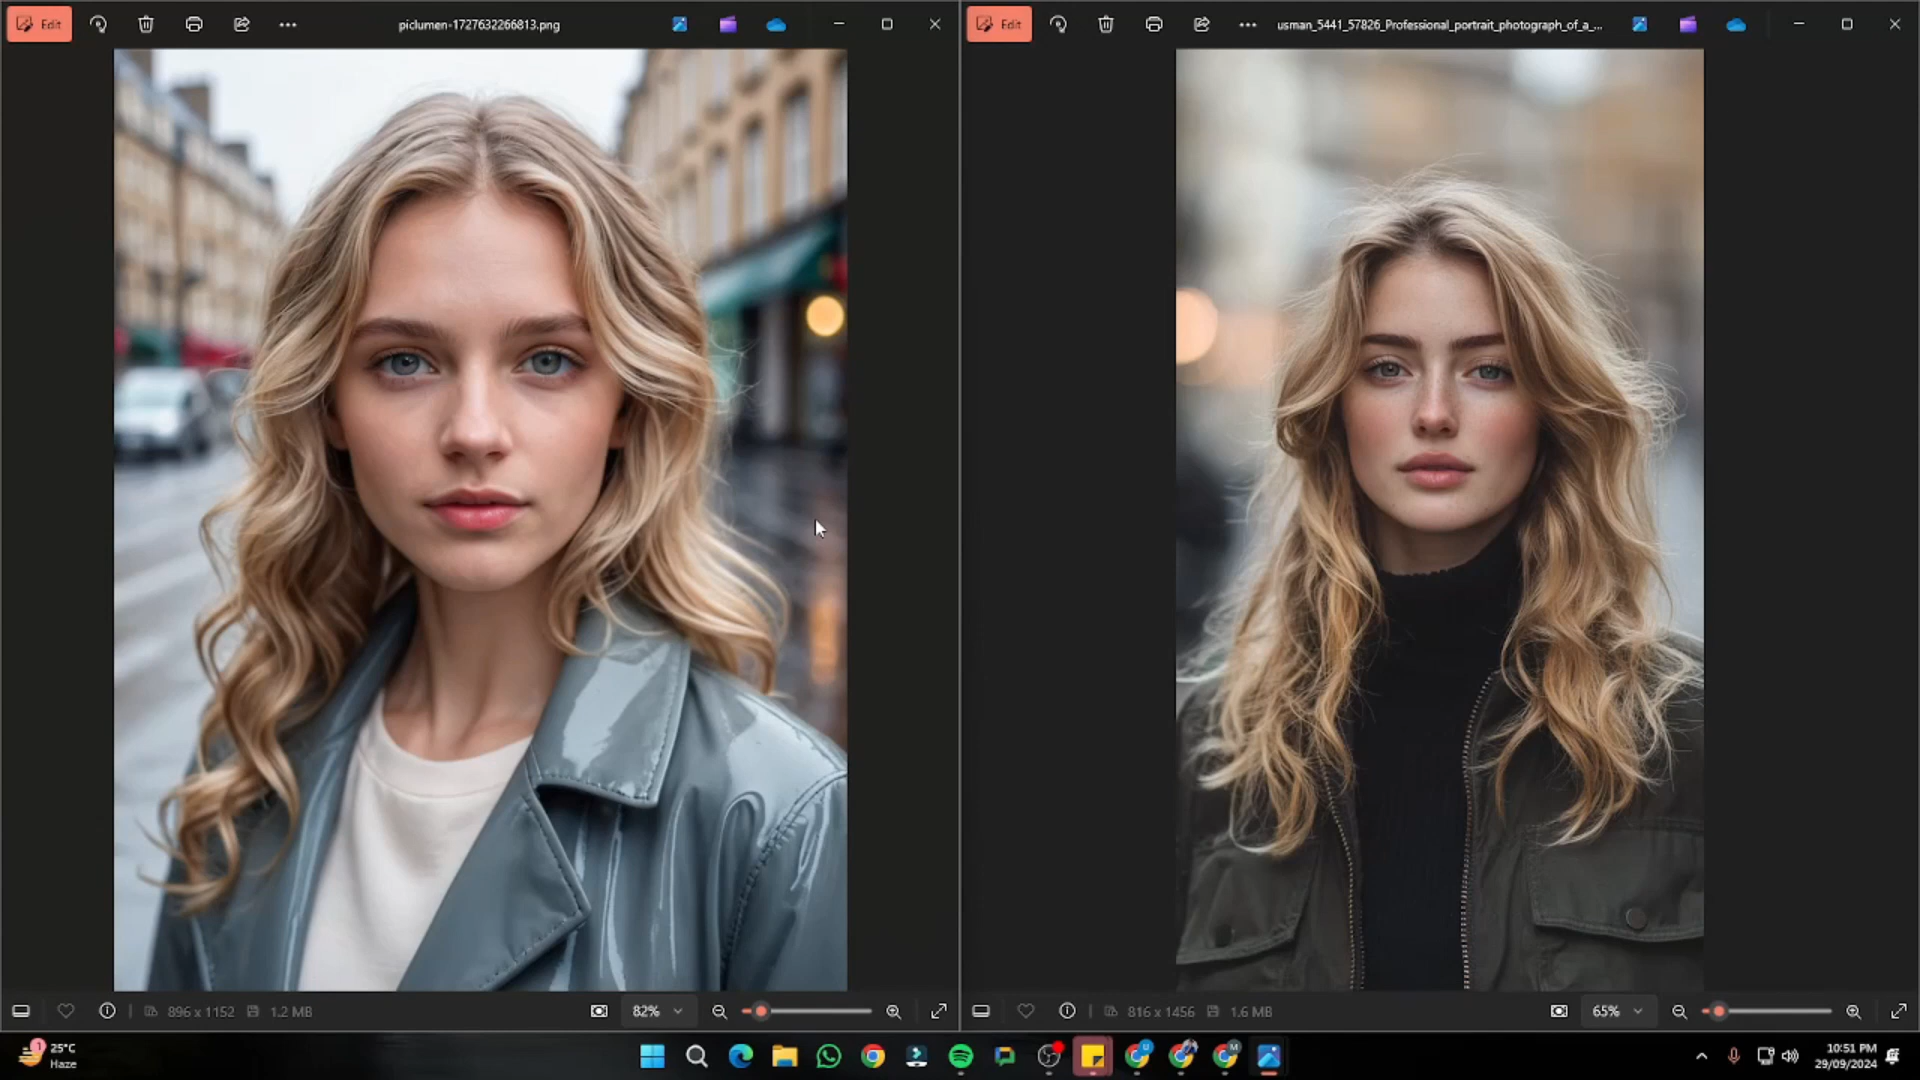 Edit
piclumen-1727632266813.png
Edit
usman_5441_57826_Professional_portrait_photograph_of_a_...
896 x 1152
1.2 MB
82%
816 x 1456
1.6 MB
65%
1
25°C
Haze
U
M
10:51 PM
29/09/2024